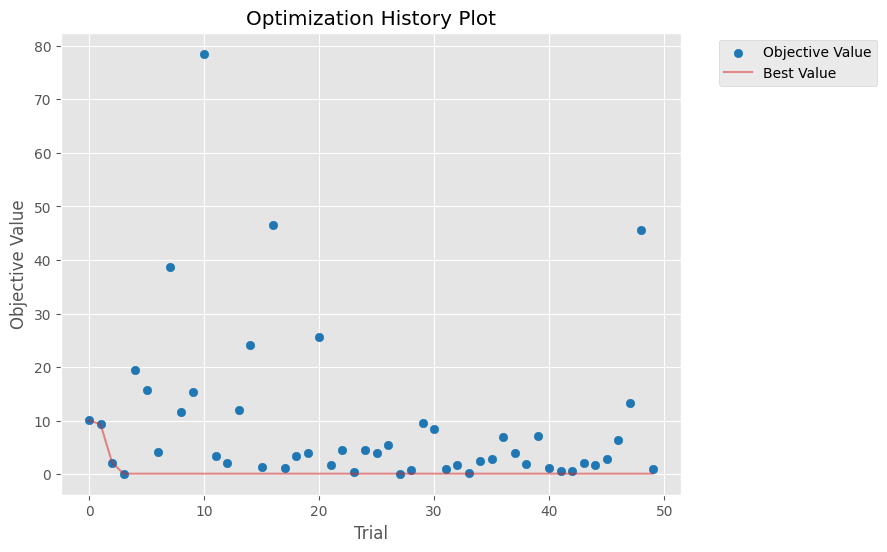 Optimization History Plot
Objective Value
Best Value
80
70
60
50
40
30
20
10
0
Objective Value
0 10 20 30 40 50
Trial